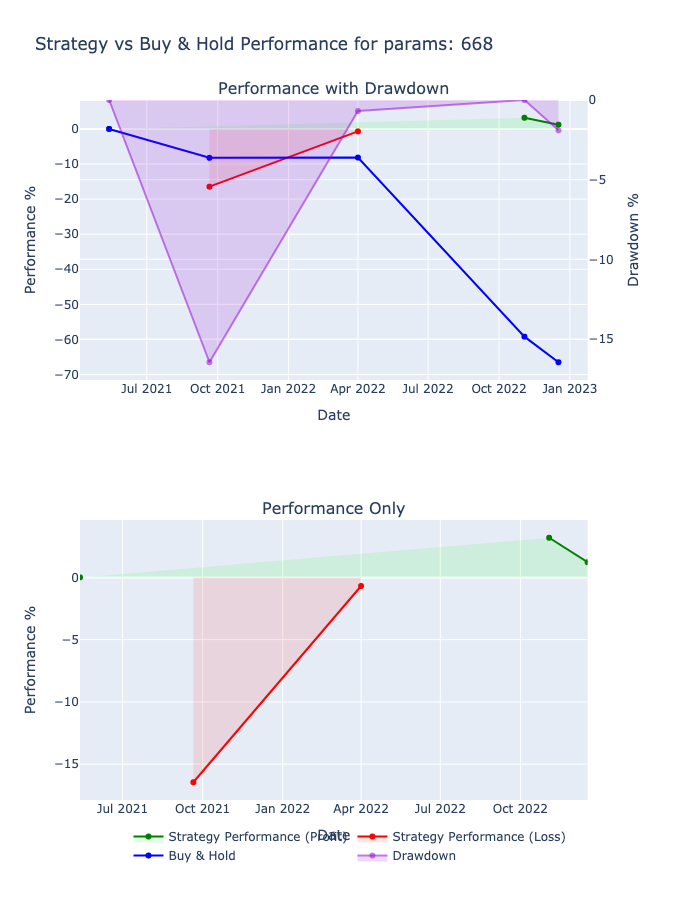 Strategy vs Buy & Hold Performance for params: 668
Performance with Drawdown
0
−10
−20
−30
−40
−50
−60
−70
Performance %
0
−5
−10
−15
Drawdown %
Jul 2021 Oct 2021 Jan 2022 Apr 2022 Jul 2022 Oct 2022 Jan 2023
Date
Performance Only
0
−5
−10
−15
Performance %
Jul 2021 Oct 2021 Jan 2022 Apr 2022 Jul 2022 Oct 2022
Date
Strategy Performance (Profit) Strategy Performance (Loss)
Buy & Hold Drawdown